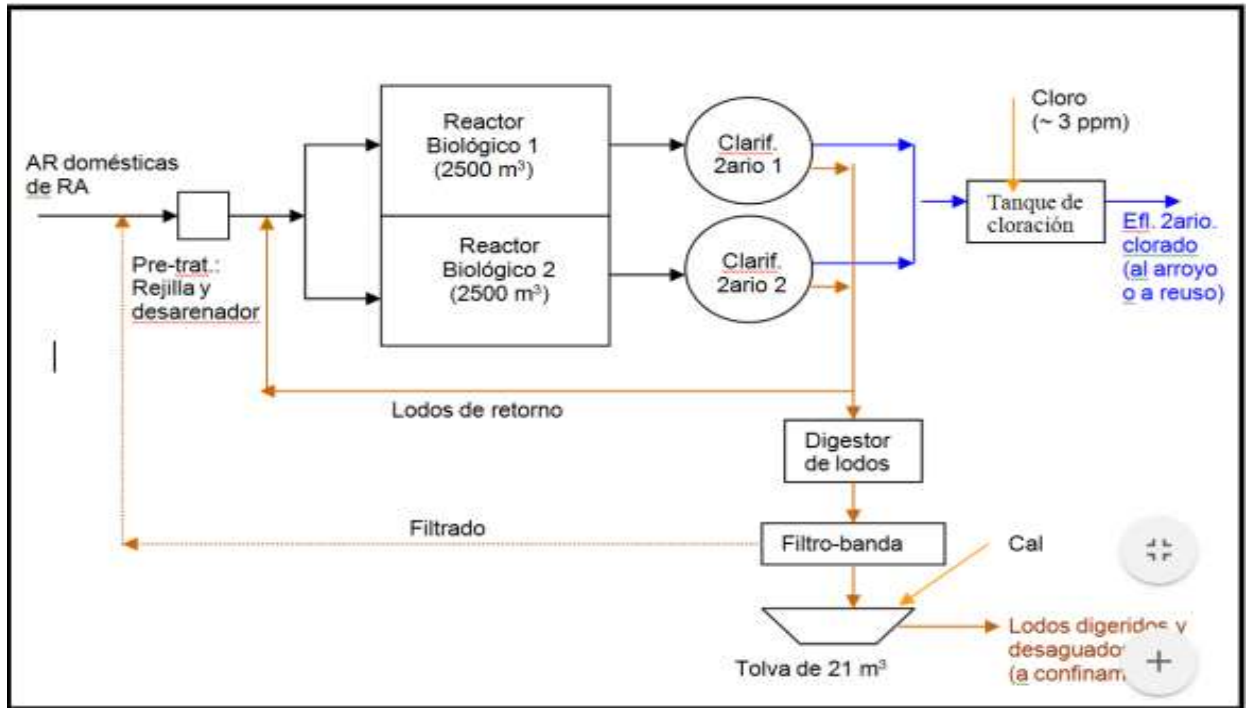 AR domésticas
de RA
Pre-trat.:
Rejilla y
desarenador
Reactor
Biológico 1
(2500 m³)
Reactor
Biológico 2
(2500 m³)
Clarif.
2ario 1
Clarif.
2ario 2
Cloro
(~ 3 ppm)
Tanque de
cloración
Efl. 2ario.
clorado
(al arroyo
o a reuso)
Lodos de retorno
Digestor
de lodos
Filtrado
Filtro-banda
Cal
Tolva de 21 m³
Lodos digeridos y
(a